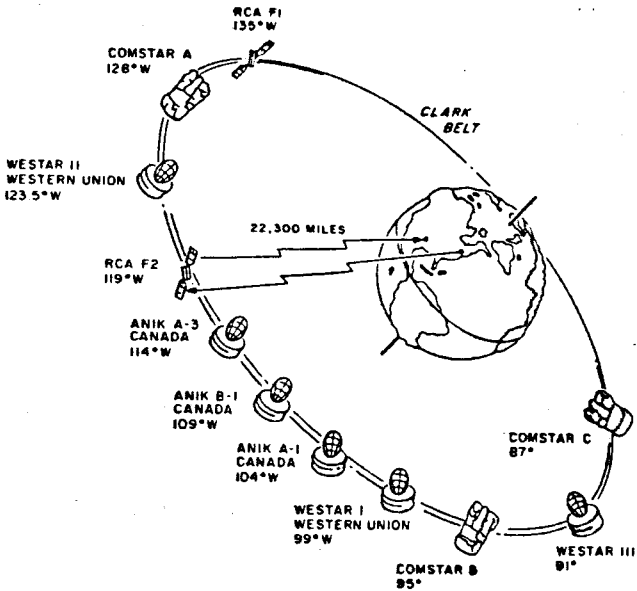 RCA F1
135°W
COMSTAR A
128°W
CLARK
BELT
WESTAR II
WESTERN UNION
123.5°W
22,300 MILES
RCA F2
119°W
ANIK A-3
CANADA
114°W
ANIK B-1
CANADA
109°W
ANIK A-1
CANADA
104°W
WESTAR I
WESTERN UNION
99°W
COMSTAR B
95°
WESTAR III
91°
COMSTAR C
87°